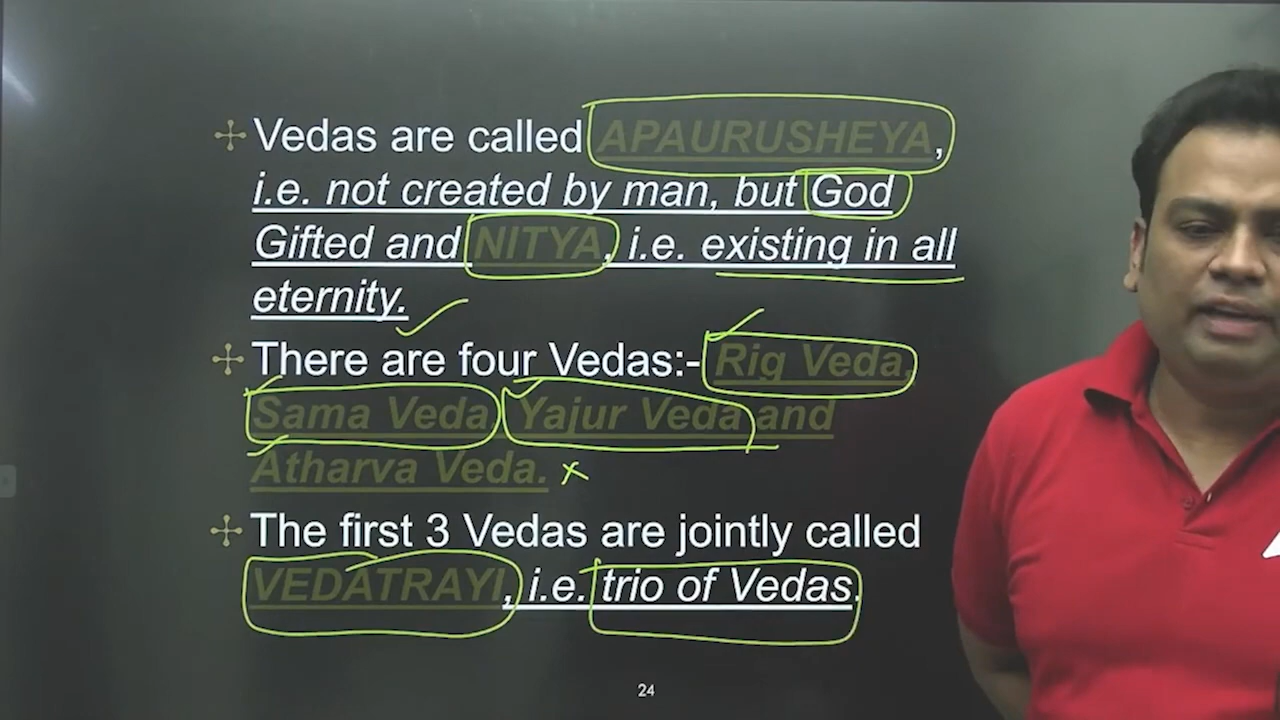 Vedas are called APAURUSHEYA,
i.e. not created by man, but God
Gifted and NITYA, i.e. existing in all
eternity.
There are four Vedas:- Rig Veda,
Sama Veda, Yajur Veda and
Atharva Veda.
The first 3 Vedas are jointly called
VEDATRAYI, i.e. trio of Vedas.
24